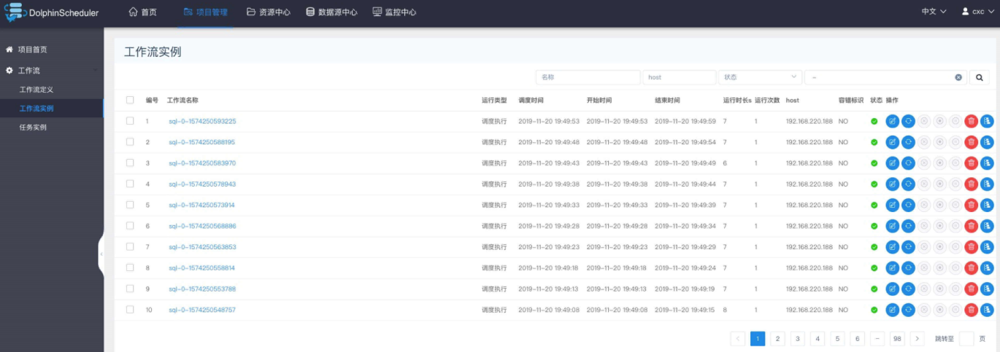 DolphinScheduler 首页 项目管理 资源中心 数据源中心 监控中心 中文 cxc
项目首页
工作流
工作流定义
工作流实例
任务实例
工作流实例
名称 host 状态 -
编号 工作流名称 运行类型 调度时间 开始时间 结束时间 运行时长s 运行次数 host 容错标识 状态 操作
1 sql-0-1574250593225 调度执行 2019-11-20 19:49:53 2019-11-20 19:49:53 2019-11-20 19:49:59 7 1 192.168.220.188 NO
2 sql-0-1574250588195 调度执行 2019-11-20 19:49:48 2019-11-20 19:49:48 2019-11-20 19:49:54 7 1 192.168.220.188 NO
3 sql-0-1574250583970 调度执行 2019-11-20 19:49:43 2019-11-20 19:49:43 2019-11-20 19:49:49 6 1 192.168.220.188 NO
4 sql-0-1574250578943 调度执行 2019-11-20 19:49:38 2019-11-20 19:49:38 2019-11-20 19:49:44 7 1 192.168.220.188 NO
5 sql-0-1574250573914 调度执行 2019-11-20 19:49:33 2019-11-20 19:49:33 2019-11-20 19:49:39 7 1 192.168.220.188 NO
6 sql-0-1574250568886 调度执行 2019-11-20 19:49:28 2019-11-20 19:49:28 2019-11-20 19:49:34 7 1 192.168.220.188 NO
7 sql-0-1574250563853 调度执行 2019-11-20 19:49:23 2019-11-20 19:49:23 2019-11-20 19:49:29 7 1 192.168.220.188 NO
8 sql-0-1574250558814 调度执行 2019-11-20 19:49:18 2019-11-20 19:49:18 2019-11-20 19:49:24 7 1 192.168.220.188 NO
9 sql-0-1574250553788 调度执行 2019-11-20 19:49:13 2019-11-20 19:49:13 2019-11-20 19:49:19 7 1 192.168.220.188 NO
10 sql-0-1574250548757 调度执行 2019-11-20 19:49:08 2019-11-20 19:49:08 2019-11-20 19:49:15 8 1 192.168.220.188 NO
< 1 2 3 4 5 6 - 98 > 跳转至 页